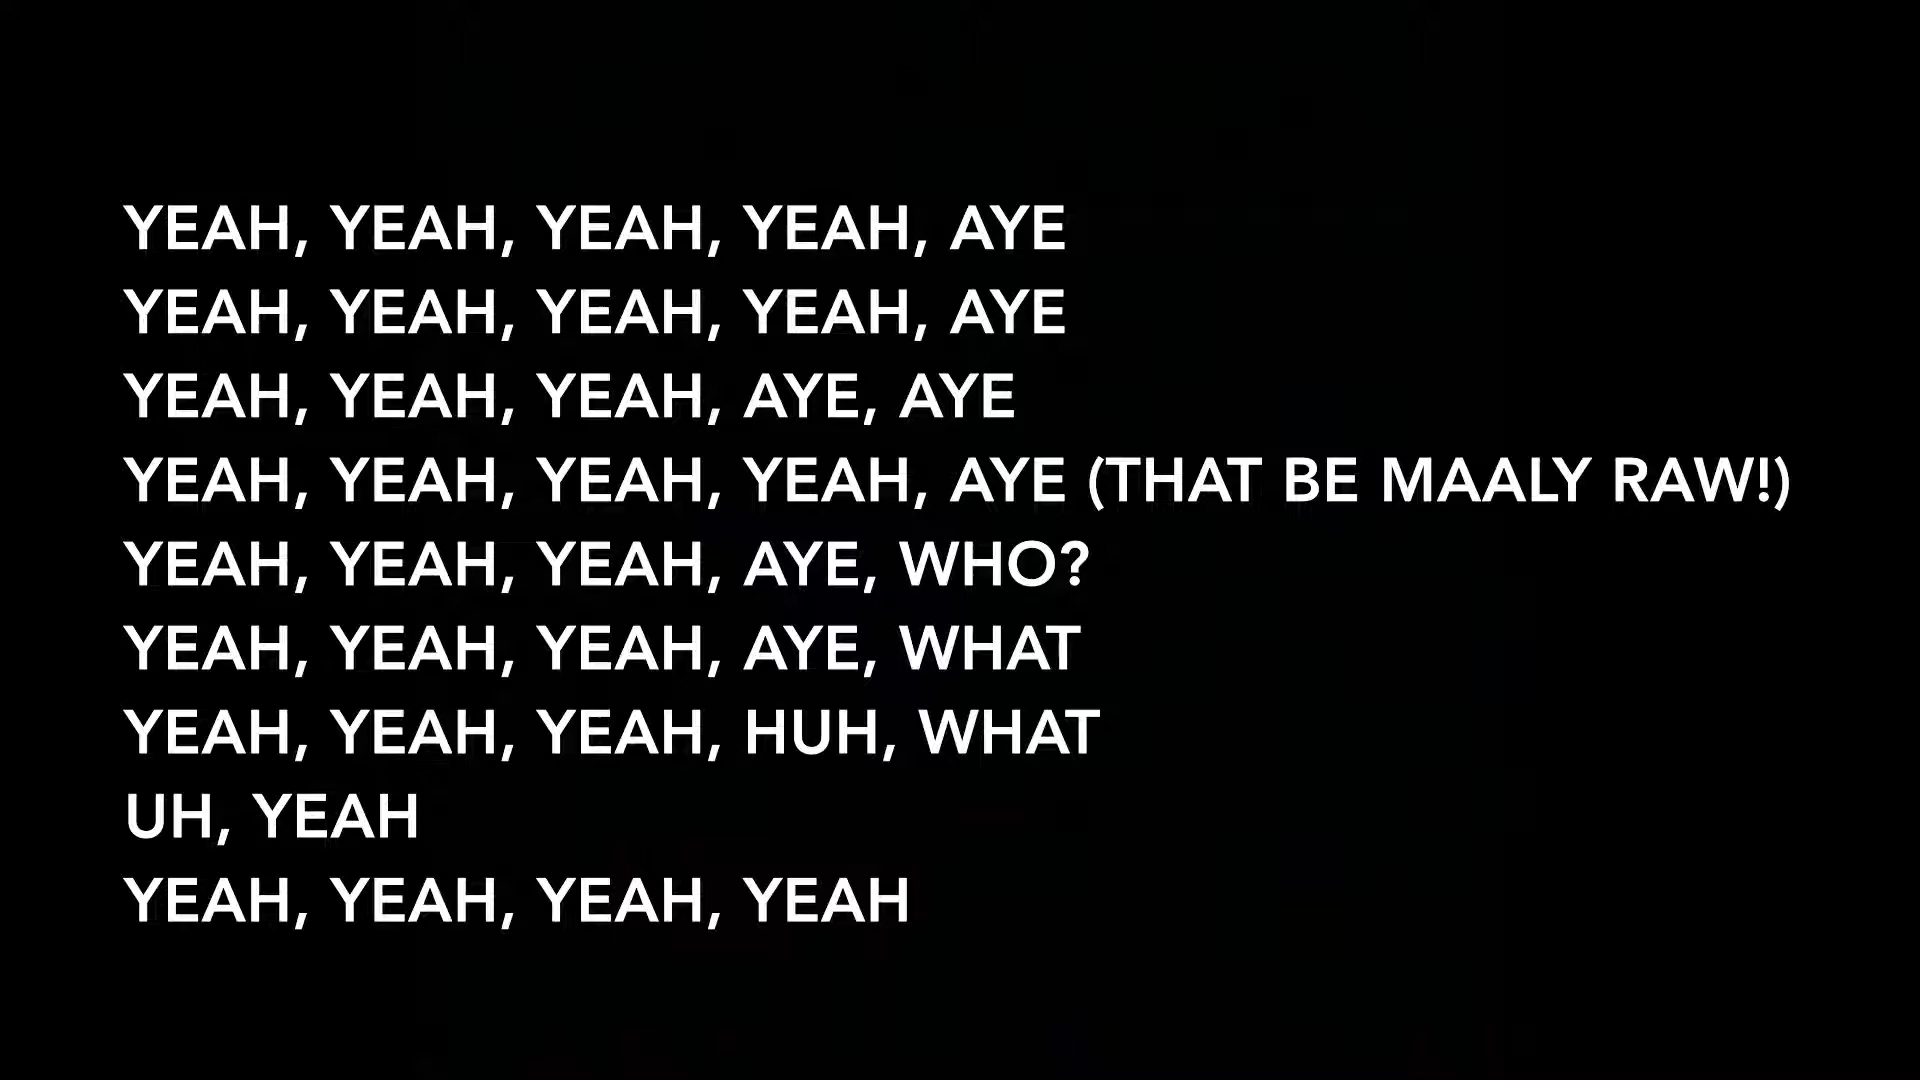 YEAH, YEAH, YEAH, YEAH, AYE
YEAH, YEAH, YEAH, YEAH, AYE
YEAH, YEAH, YEAH, AYE, AYE
YEAH, YEAH, YEAH, YEAH, AYE (THAT BE MAALY RAW!)
YEAH, YEAH, YEAH, AYE, WHO?
YEAH, YEAH, YEAH, AYE, WHAT
YEAH, YEAH, YEAH, HUH, WHAT
UH, YEAH
YEAH, YEAH, YEAH, YEAH